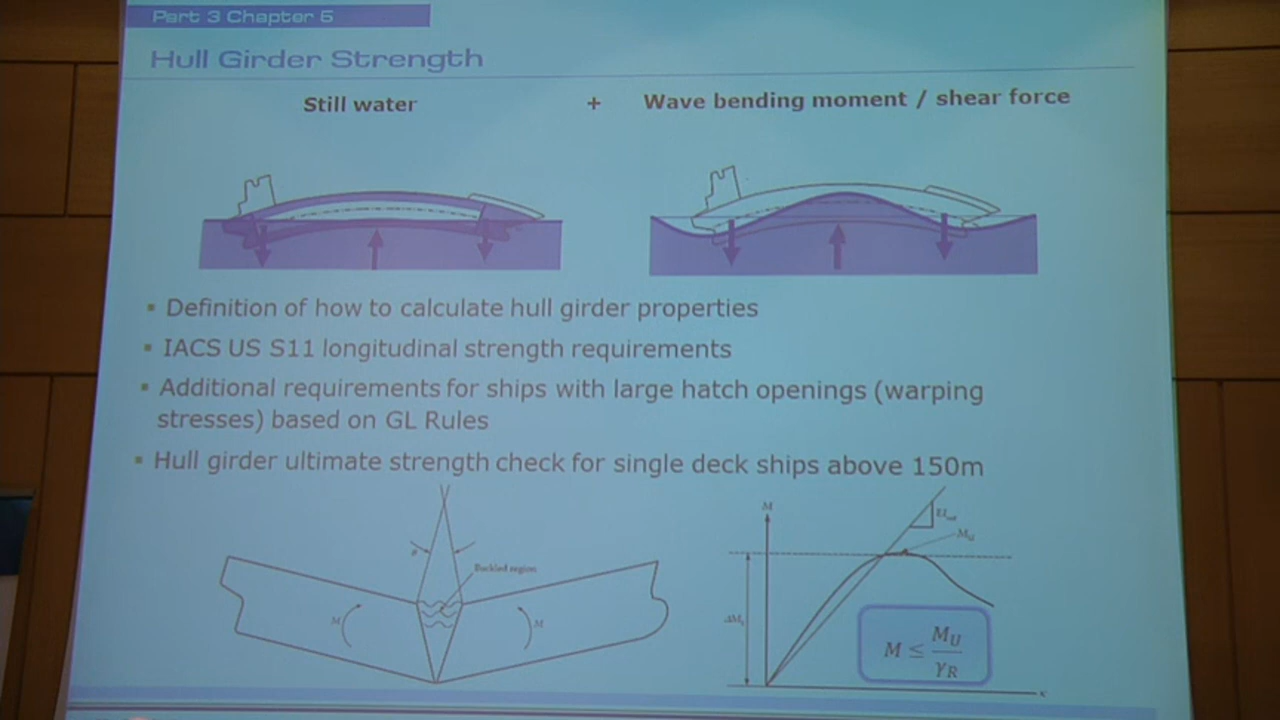 Part 3 Chapter 5
Hull Girder Strength
Still water + Wave bending moment / shear force
▪ Definition of how to calculate hull girder properties
▪ IACS US S11 longitudinal strength requirements
▪ Additional requirements for ships with large hatch openings (warping
stresses) based on GL Rules
▪ Hull girder ultimate strength check for single deck ships above 150m
Buckled region
M
M
M
M ≤ M_U / γ_R